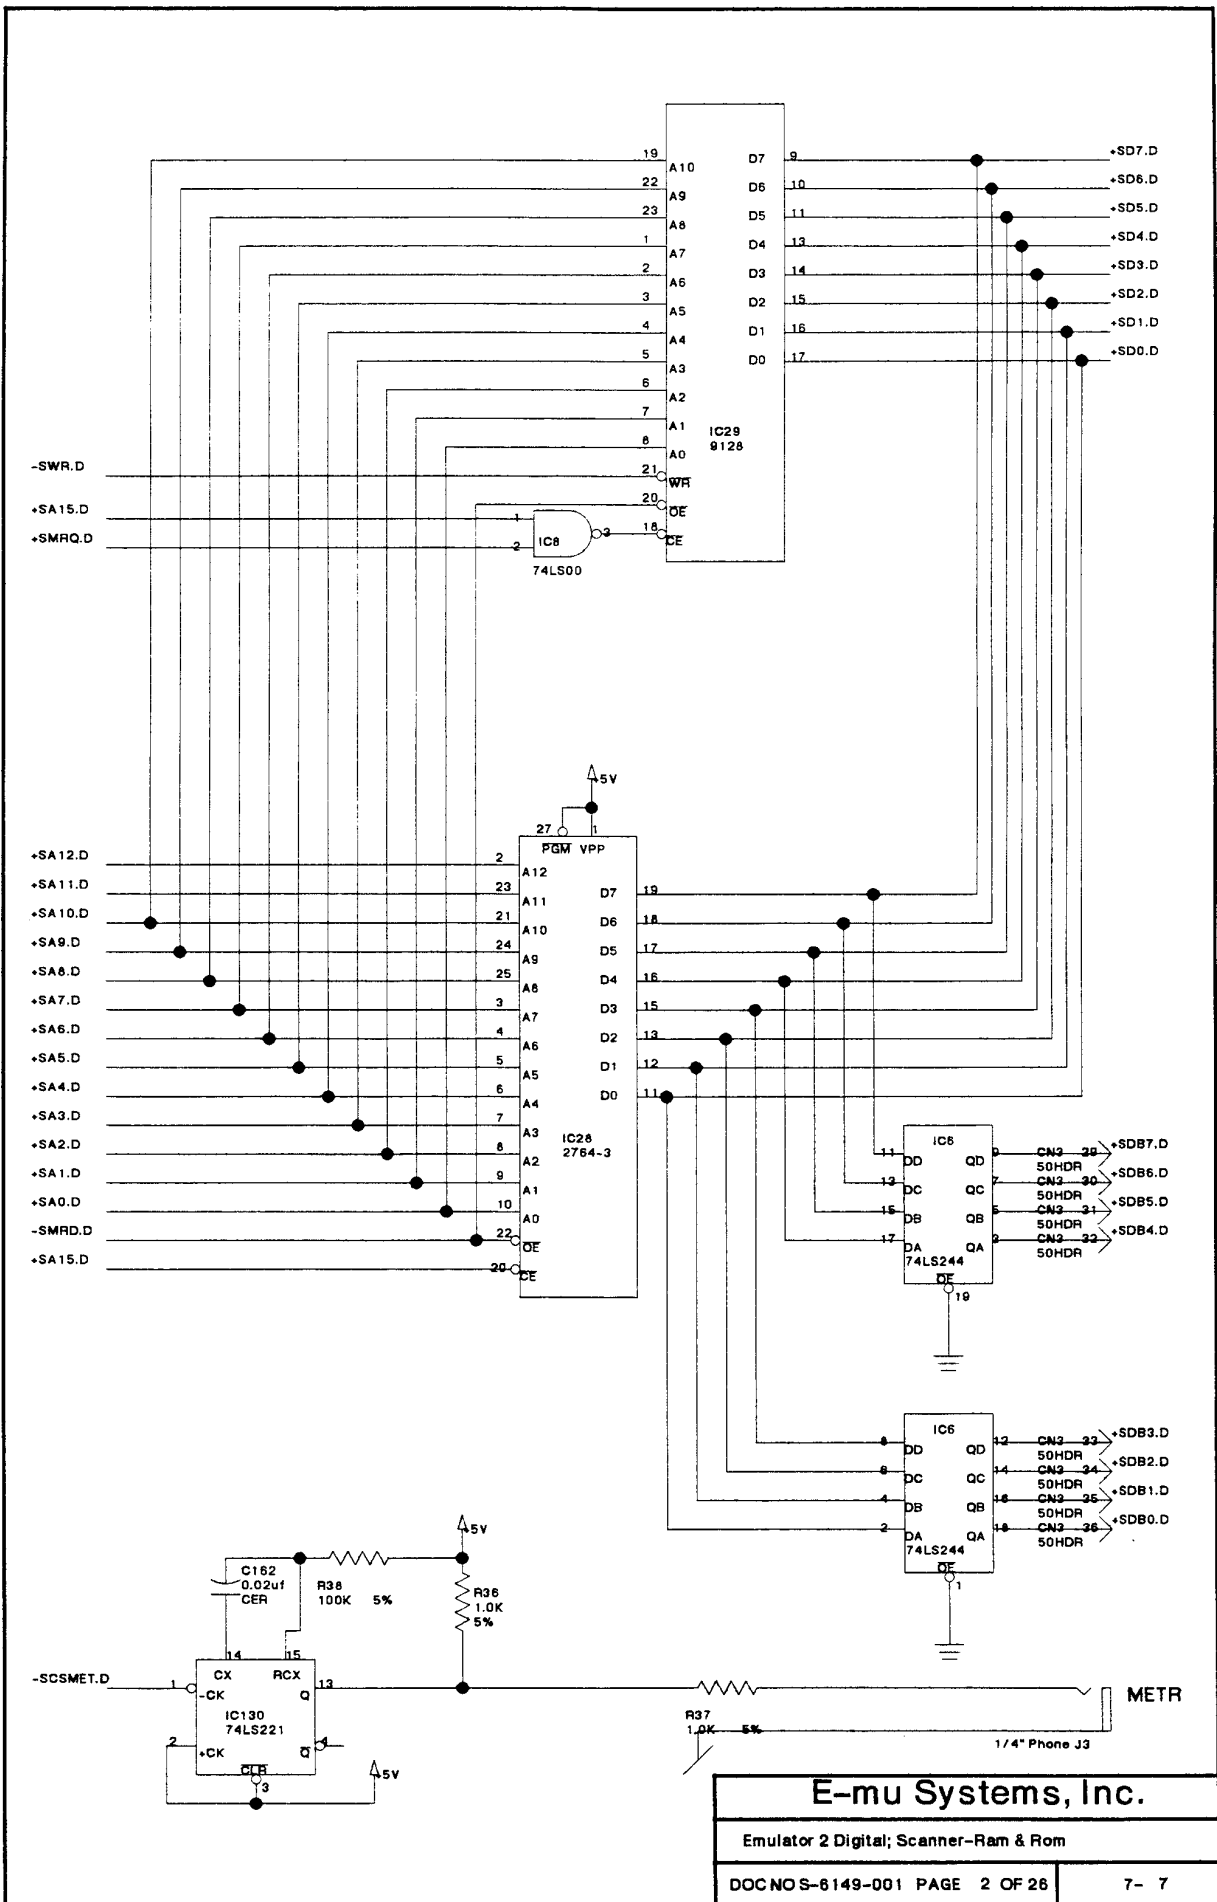 19 A10 D7 9 +SD7.D
22 A9 D6 10 +SD6.D
23 A8 D5 11 +SD5.D
1 A7 D4 13 +SD4.D
2 A6 D3 14 +SD3.D
3 A5 D2 15 +SD2.D
4 A4 D1 16 +SD1.D
5 A3 D0 17 +SD0.D
6 A2
7 A1
8 A0
IC29
9128
-SWR.D 21 WR
20 OE
+SA15.D 1
+SMRQ.D 2 IC8 3 18 CE
74LS00
+5V
27 1
PGM VPP
+SA12.D 2 A12
+SA11.D 23 A11 D7 19
+SA10.D 21 A10 D6 18
+SA9.D 24 A9 D5 17
+SA8.D 25 A8 D4 16
+SA7.D 3 A7 D3 15
+SA6.D 4 A6 D2 13
+SA5.D 5 A5 D1 12
+SA4.D 6 A4 D0 11
+SA3.D 7 A3
+SA2.D 8 A2
+SA1.D 9 A1
+SA0.D 10 A0
-SMRD.D 22 OE
+SA15.D 20 CE
IC28
2764-3
IC6
11 DD QD 9 CN3 29 +SDB7.D
50HDR
13 DC QC 7 CN3 30 +SDB6.D
50HDR
15 DB QB 5 CN3 31 +SDB5.D
50HDR
17 DA QA 3 CN3 32 +SDB4.D
50HDR
74LS244
OE
19
IC6
8 DD QD 12 CN3 33 +SDB3.D
50HDR
6 DC QC 14 CN3 34 +SDB2.D
50HDR
4 DB QB 16 CN3 35 +SDB1.D
50HDR
2 DA QA 18 CN3 36 +SDB0.D
50HDR
74LS244
OE
1
+5V
C162
0.02uf
CER
R38
100K 5%
R36
1.0K
5%
14 15
CX RCX
-SCSMET.D 1 -CK Q 13
IC130
74LS221
2 +CK Q 4
CLR
3
+5V
R37
1.0K 5%
METR
1/4" Phone J3
E-mu Systems, Inc.
Emulator 2 Digital; Scanner-Ram & Rom
DOC NO S-6149-001 PAGE 2 OF 26 7- 7